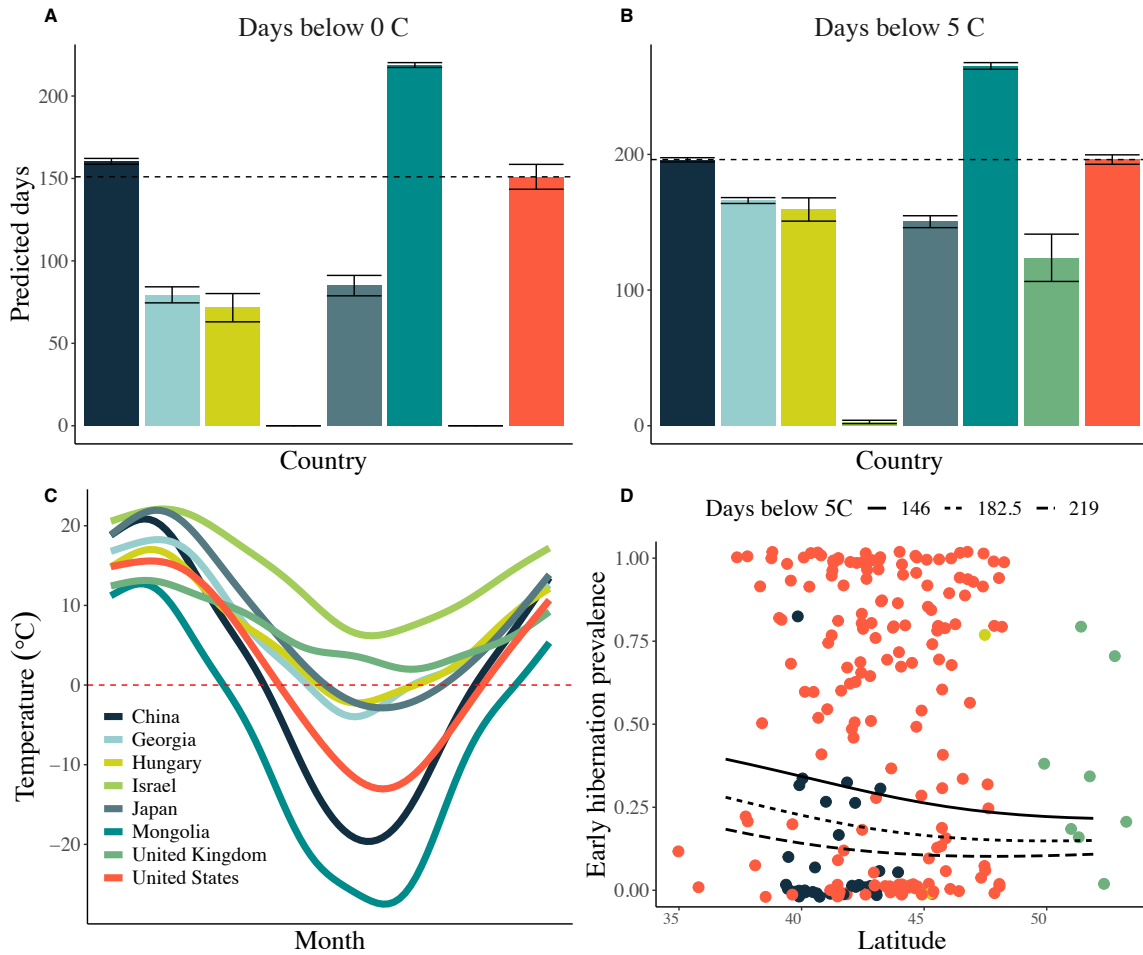 A
Days below 0 C
Predicted days
200
150
100
50
0
Country
B
Days below 5 C
200
100
0
Country
C
Temperature (°C)
20
10
0
−10
−20
China
Georgia
Hungary
Israel
Japan
Mongolia
United Kingdom
United States
Month
D
Days below 5C 146 182.5 219
Early hibernation prevalence
1.00
0.75
0.50
0.25
0.00
35 40 45 50
Latitude